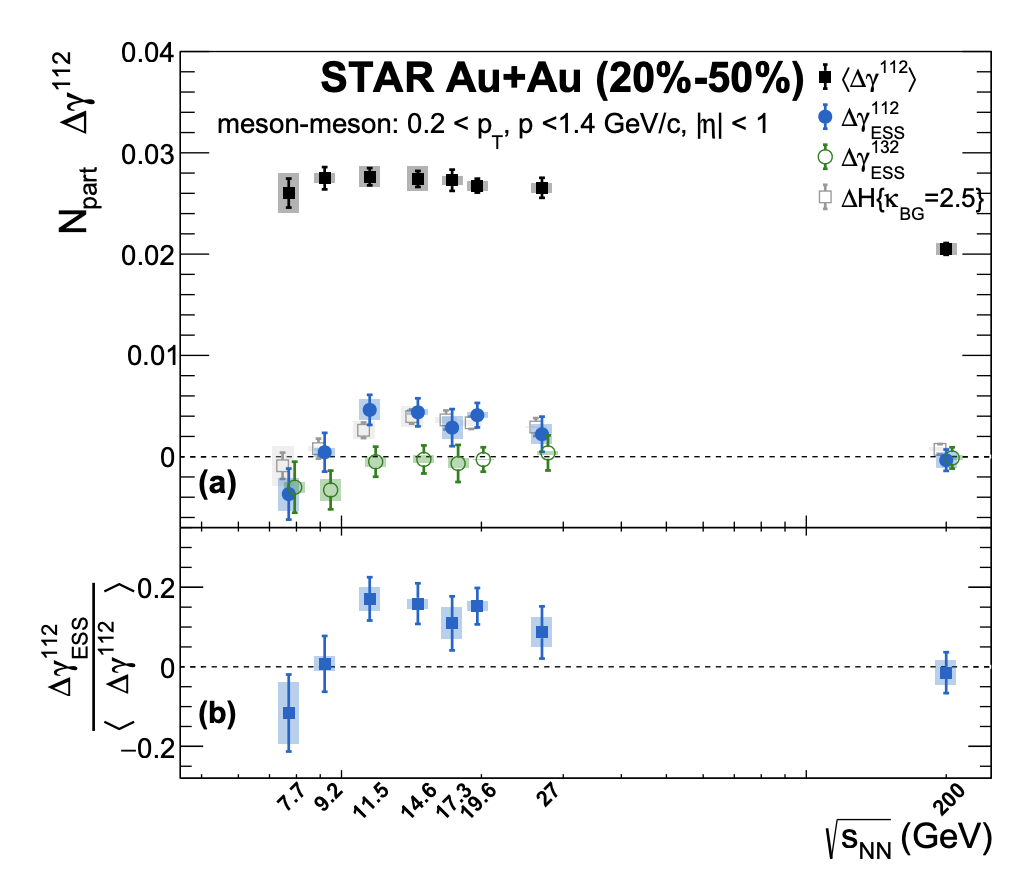 STAR Au+Au (20%-50%)
meson-meson: 0.2 < p_T, p <1.4 GeV/c, |η| < 1
⟨Δγ^112⟩
Δγ^112_ESS
Δγ^132_ESS
ΔH{κ_BG=2.5}
N_part Δγ^112
0.04
0.03
0.02
0.01
0
(a)
Δγ^112_ESS
⟨ Δγ^112 ⟩
0.2
0
−0.2
(b)
7.7 9.2 11.5 14.6 17.3 19.6 27 200
√s_NN (GeV)